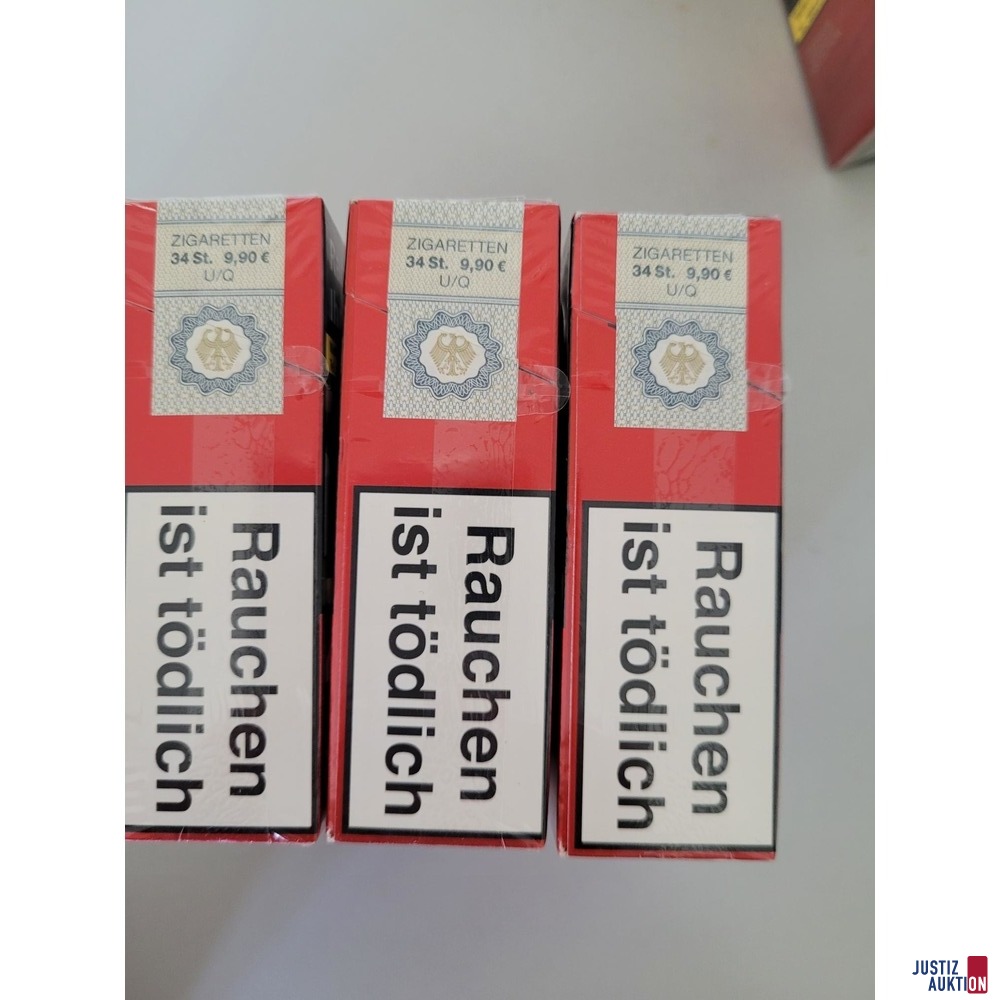 ZIGARETTEN
34 St. 9,90 €
U/Q
Rauchen
ist tödlich
ZIGARETTEN
34 St. 9,90 €
U/Q
Rauchen
ist tödlich
ZIGARETTEN
34 St. 9,90 €
U/Q
Rauchen
ist tödlich
JUSTIZ
AUKTION